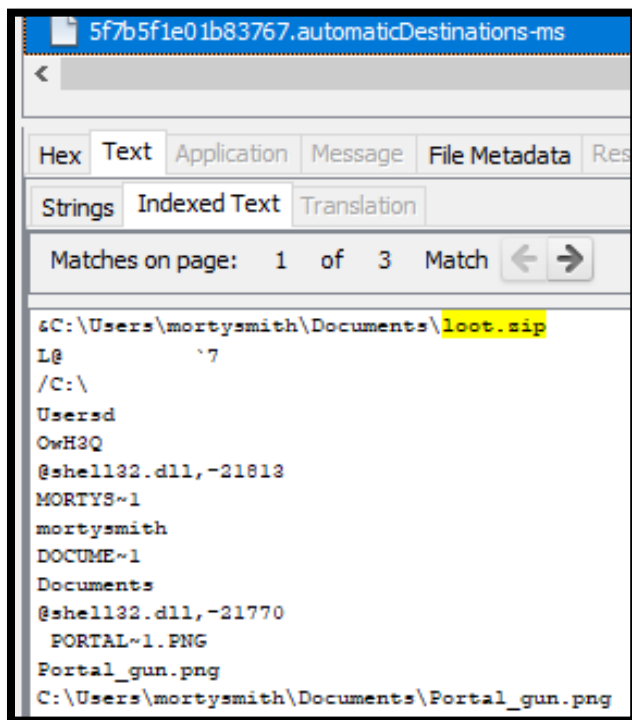 5f7b5f1e01b83767.automaticDestinations-ms
<
Hex Text Application Message File Metadata Res
Strings Indexed Text Translation
Matches on page: 1 of 3 Match
&C:\Users\mortysmith\Documents\loot.zip
L@ `7
/C:\
Usersd
OwH3Q
@shell32.dll,-21813
MORTYS~1
mortysmith
DOCUME~1
Documents
@shell32.dll,-21770
PORTAL~1.PNG
Portal_gun.png
C:\Users\mortysmith\Documents\Portal_gun.png